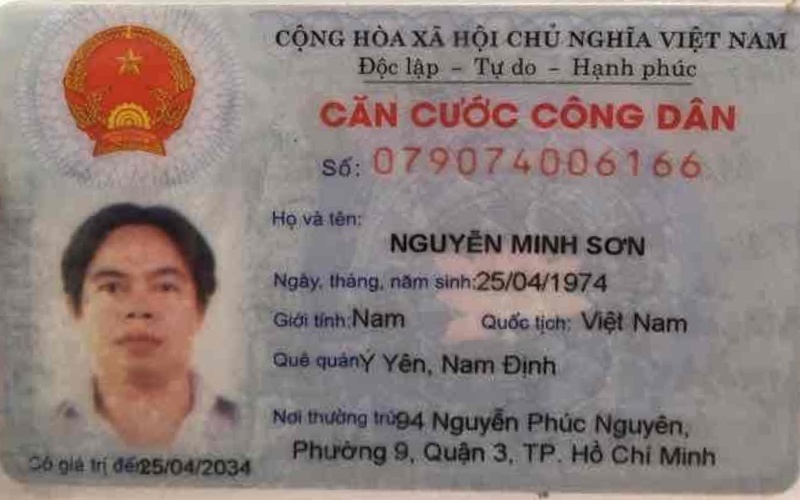 CỘNG HÒA XÃ HỘI CHỦ NGHĨA VIỆT NAM
Độc lập – Tự do – Hạnh phúc
CĂN CƯỚC CÔNG DÂN
Số: 079074006166
Họ và tên:
NGUYỄN MINH SƠN
Ngày, tháng, năm sinh:25/04/1974
Giới tính:Nam Quốc tịch: Việt Nam
Quê quán Ý Yên, Nam Định
Nơi thường trú 94 Nguyễn Phúc Nguyên,
Phường 9, Quận 3, TP. Hồ Chí Minh
Có giá trị đến 25/04/2034